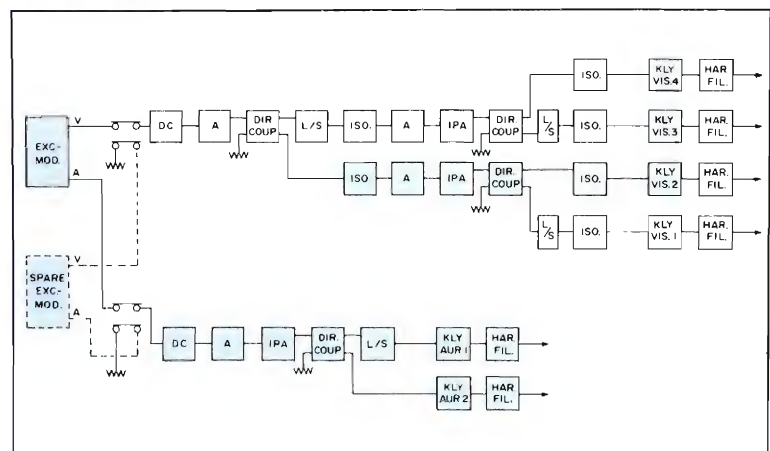 ISO.
KLY
VIS.4
HAR.
FIL.
V
EXC-
MOD.
A
DC
A
DIR
COUP
L/S
ISO.
A
IPA
DIR.
COUP
L/S
ISO.
KLY
VIS.3
HAR.
FIL.
ISO
A
IPA
DIR.
COUP
ISO.
KLY
VIS.2
HAR.
FIL.
L/S
ISO.
KLY
VIS. 1
HAR.
FIL.
V
SPARE
EXC-
MOD.
A
DC
A
IPA
DIR.
COUP
L/S
KLY
AUR 1
HAR
FIL.
KLY
AUR 2
HAR.
FIL.